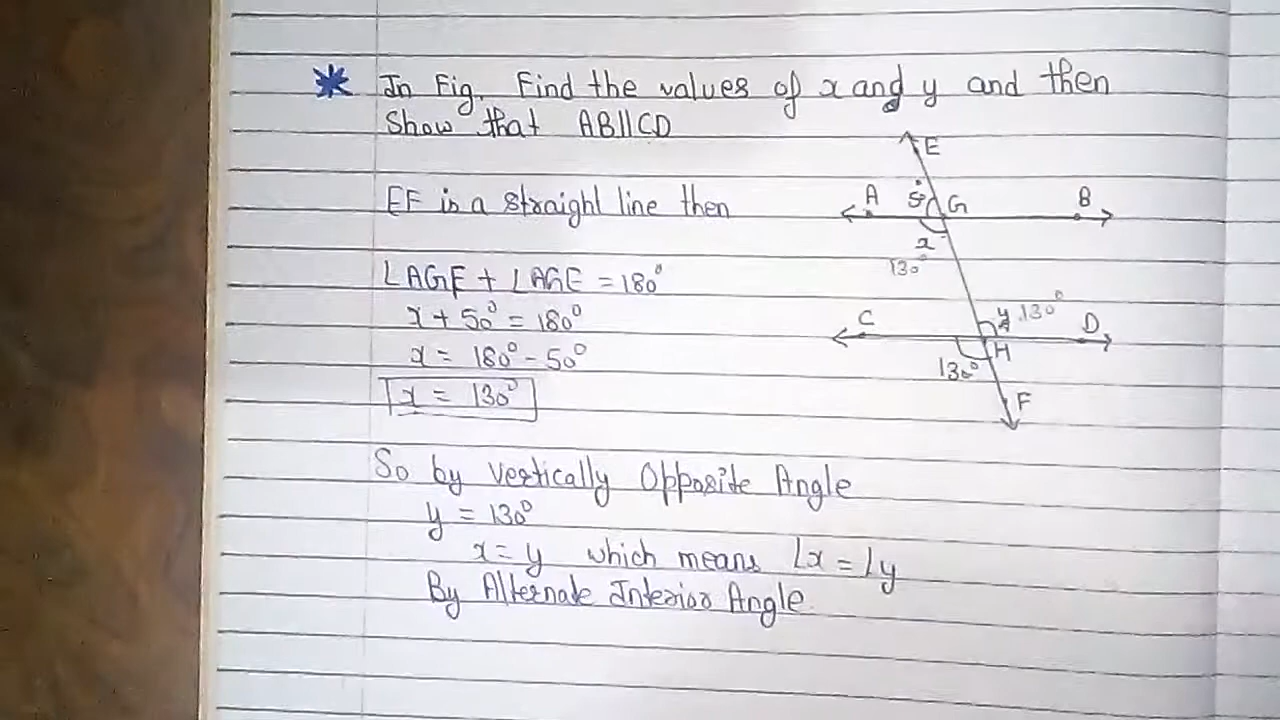 * In Fig. Find the values of x and y and then
Show that AB||CD
EF is a straight line then
∠AGF + ∠AGE = 180°
x + 50° = 180°
x = 180° - 50°
x = 130°
So by Vertically Opposite Angle
y = 130°
x = y which means ∠x = ∠y
By Alternate Interior Angle.
E
A 50° G B
x
130°
C y 130° D
130° H
F